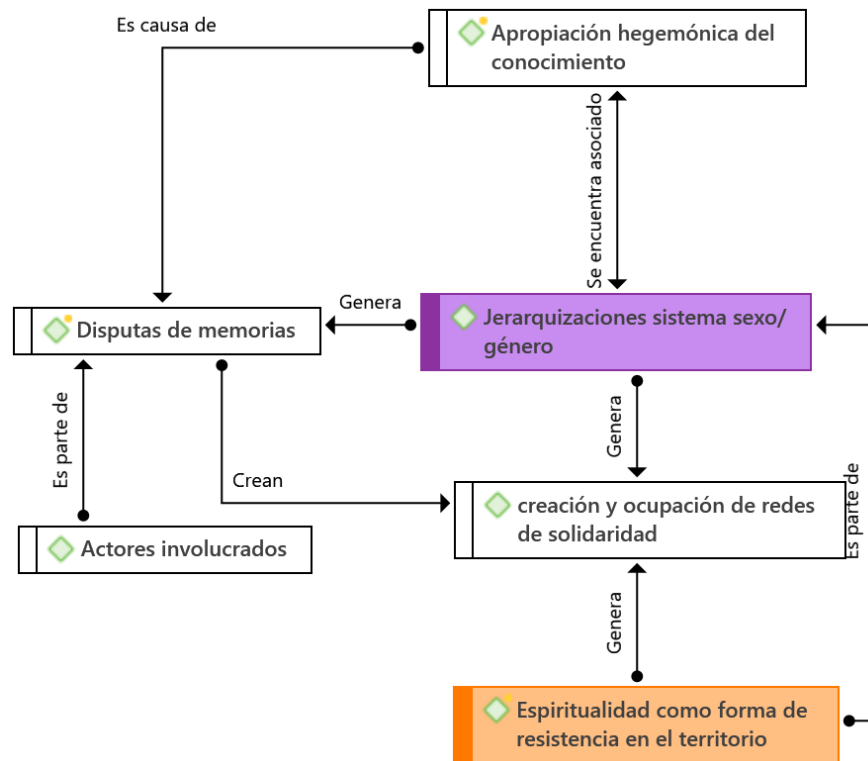 Es causa de
Apropiación hegemónica del
conocimiento
Se encuentra asociado
Genera
Disputas de memorias
Jerarquizaciones sistema sexo/
género
Es parte de
Genera
Crean
creación y ocupación de redes
de solidaridad
Es parte de
Actores involucrados
Genera
Espiritualidad como forma de
resistencia en el territorio